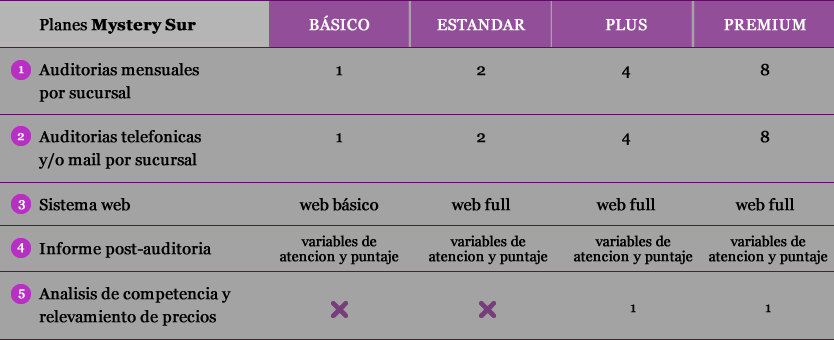 Planes Mystery Sur BÁSICO ESTANDAR PLUS PREMIUM
1 Auditorias mensuales
por sucursal 1 2 4 8
2 Auditorias telefonicas
y/o mail por sucursal 1 2 4 8
3 Sistema web web básico web full web full web full
4 Informe post-auditoria variables de variables de variables de variables de
atencion y puntaje atencion y puntaje atencion y puntaje atencion y puntaje
5 Analisis de competencia y
relevamiento de precios 1 1